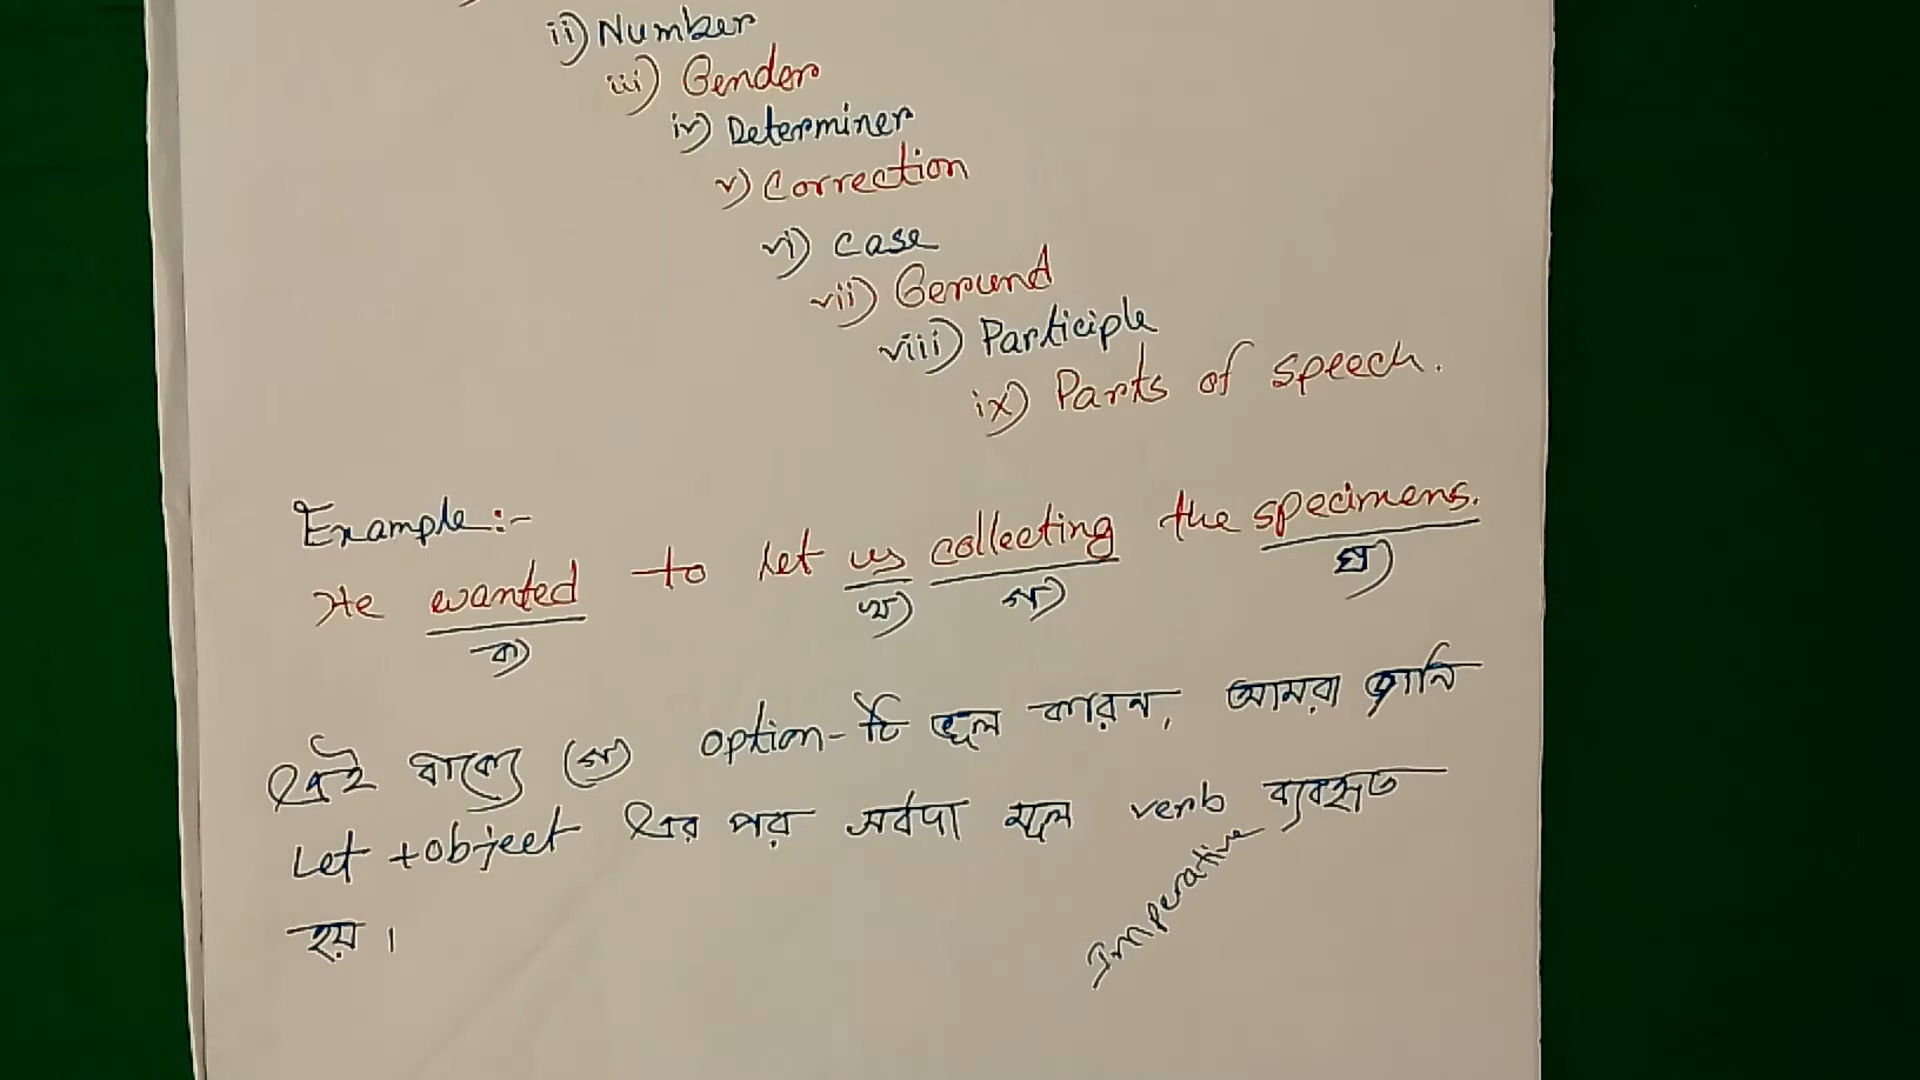 ii) Number
iii) Gender
iv) Determiner
v) Correction
vi) case
vii) Gerund
viii) Participle
ix) Parts of speech.
Example:-
He wanted to let us collecting the specimens.
ক) খ) গ) ঘ)
এই বাক্যে (গ) option-টি ভুল কারন, আমরা জানি
Let + object এর পর সর্বদা মূল verb ব্যবহৃত
হয়।
Imperative